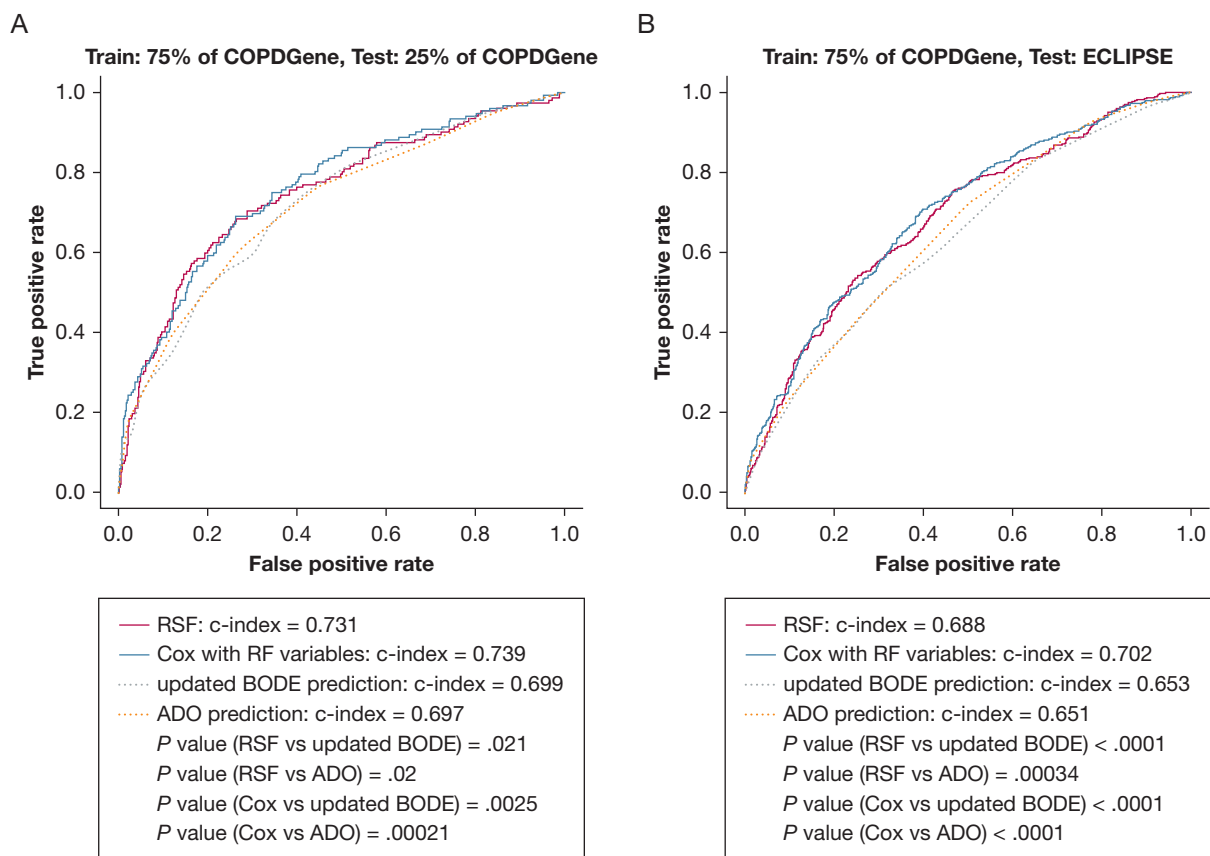 A
Train: 75% of COPDGene, Test: 25% of COPDGene
1.0
0.8
0.6
0.4
0.2
0.0
True positive rate
0.0 0.2 0.4 0.6 0.8 1.0
False positive rate
RSF: c-index = 0.731
Cox with RF variables: c-index = 0.739
updated BODE prediction: c-index = 0.699
ADO prediction: c-index = 0.697
P value (RSF vs updated BODE) = .021
P value (RSF vs ADO) = .02
P value (Cox vs updated BODE) = .0025
P value (Cox vs ADO) = .00021
B
Train: 75% of COPDGene, Test: ECLIPSE
1.0
0.8
0.6
0.4
0.2
0.0
True positive rate
0.0 0.2 0.4 0.6 0.8 1.0
False positive rate
RSF: c-index = 0.688
Cox with RF variables: c-index = 0.702
updated BODE prediction: c-index = 0.653
ADO prediction: c-index = 0.651
P value (RSF vs updated BODE) < .0001
P value (RSF vs ADO) = .00034
P value (Cox vs updated BODE) < .0001
P value (Cox vs ADO) < .0001